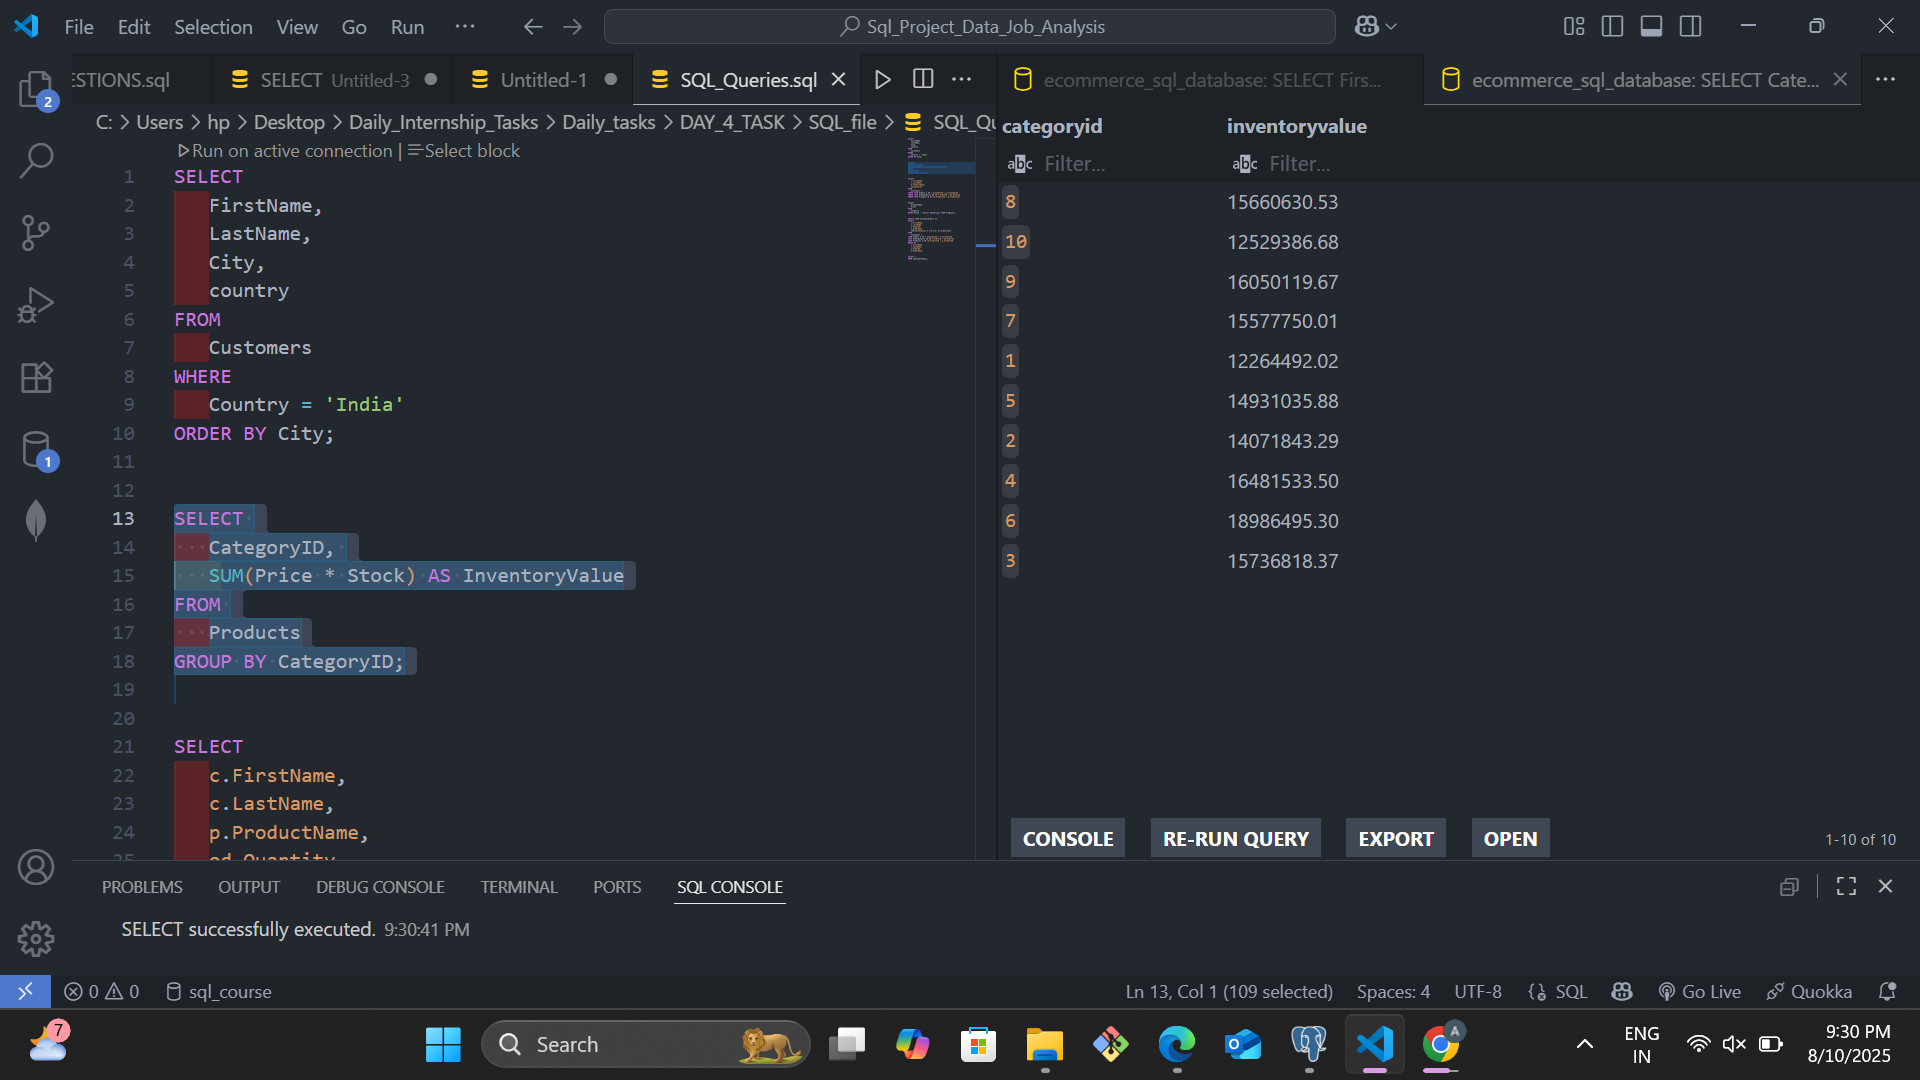 File Edit Selection View Go Run ··· Sql_Project_Data_Job_Analysis
ESTIONS.sql SELECT Untitled-3 Untitled-1 SQL_Queries.sql
C: > Users > hp > Desktop > Daily_Internship_Tasks > Daily_tasks > DAY_4_TASK > SQL_file > SQL_Qu
Run on active connection | Select block
1 SELECT
2 FirstName,
3 LastName,
4 City,
5 country
6 FROM
7 Customers
8 WHERE
9 Country = 'India'
10 ORDER BY City;
11
12
13 SELECT
14 CategoryID,
15 SUM(Price * Stock) AS InventoryValue
16 FROM
17 Products
18 GROUP BY CategoryID;
19
20
21 SELECT
22 c.FirstName,
23 c.LastName,
24 p.ProductName,
25 od.Quantity
ecommerce_sql_database: SELECT Firs... ecommerce_sql_database: SELECT Cate...
categoryid inventoryvalue
abc Filter... abc Filter...
8 15660630.53
10 12529386.68
9 16050119.67
7 15577750.01
1 12264492.02
5 14931035.88
2 14071843.29
4 16481533.50
6 18986495.30
3 15736818.37
CONSOLE RE-RUN QUERY EXPORT OPEN 1-10 of 10
2
1
PROBLEMS OUTPUT DEBUG CONSOLE TERMINAL PORTS SQL CONSOLE
SELECT successfully executed. 9:30:41 PM
0 0 sql_course Ln 13, Col 1 (109 selected) Spaces: 4 UTF-8 SQL Go Live Quokka
7 Search A ENG 9:30 PM
IN 8/10/2025